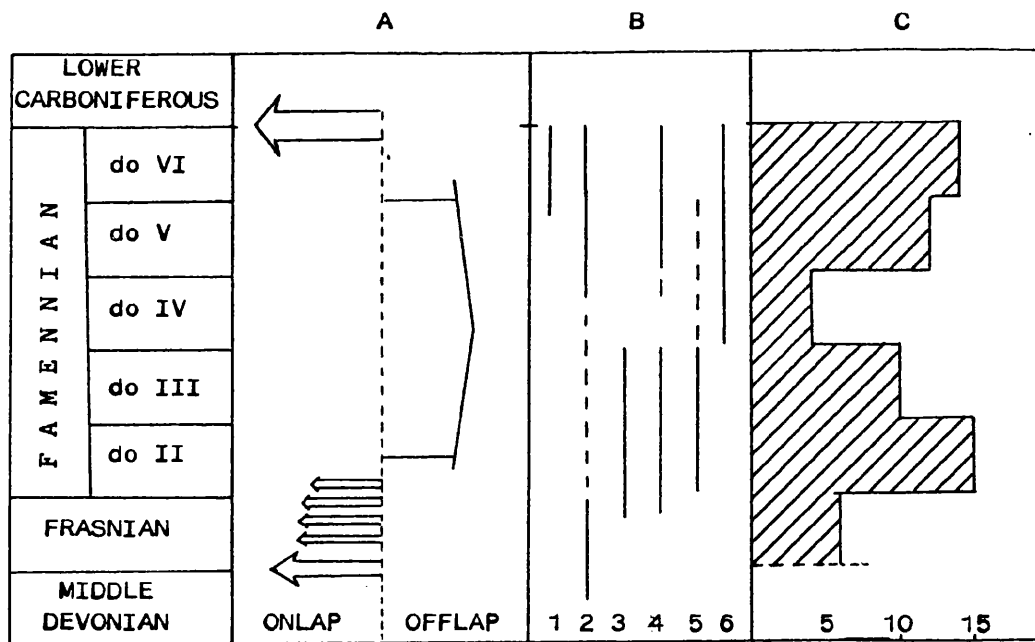 A B C
LOWER
CARBONIFEROUS
FAMENNIAN
do VI
do V
do IV
do III
do II
FRASNIAN
MIDDLE
DEVONIAN
ONLAP OFFLAP 1 2 3 4 5 6 5 10 15